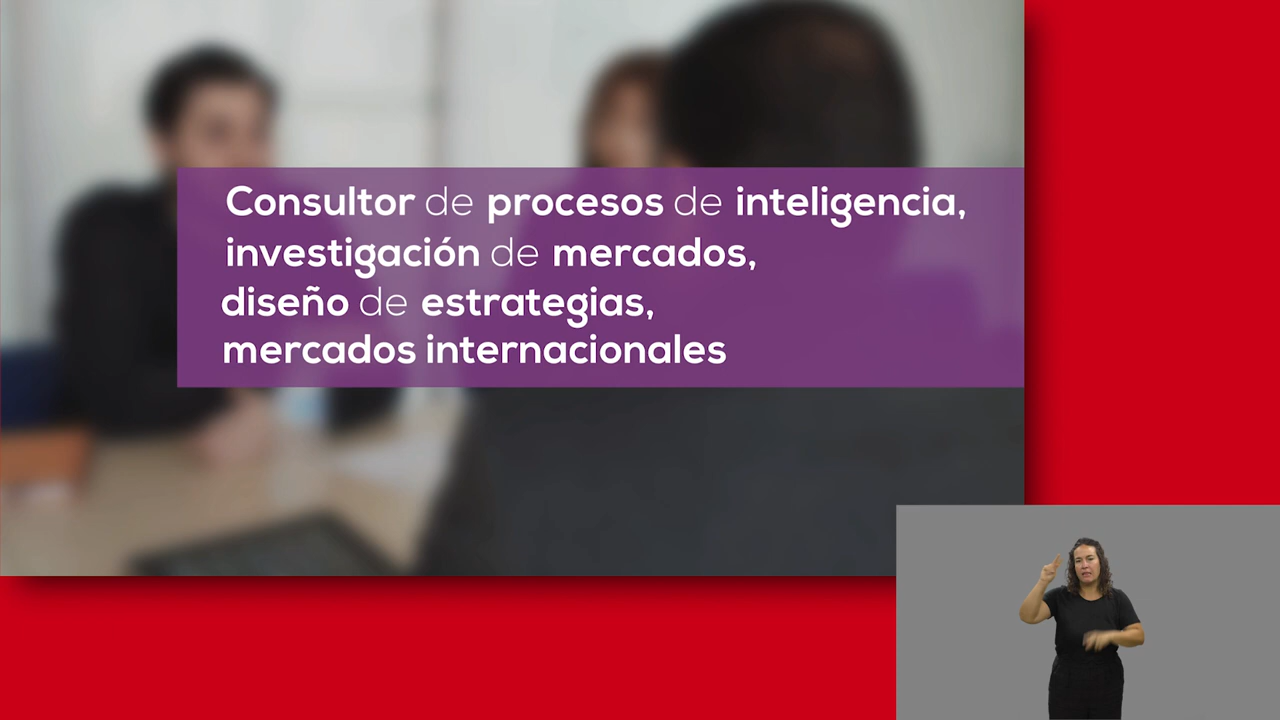 Consultor de procesos de inteligencia,
investigación de mercados,
diseño de estrategias,
mercados internacionales